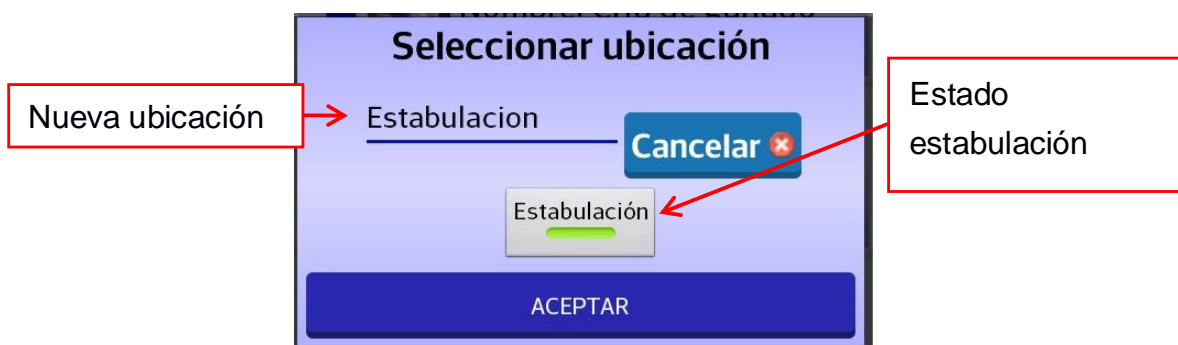 Seleccionar ubicación
Nueva ubicación
Estabulacion
Cancelar
Estado
estabulación
Estabulación
ACEPTAR